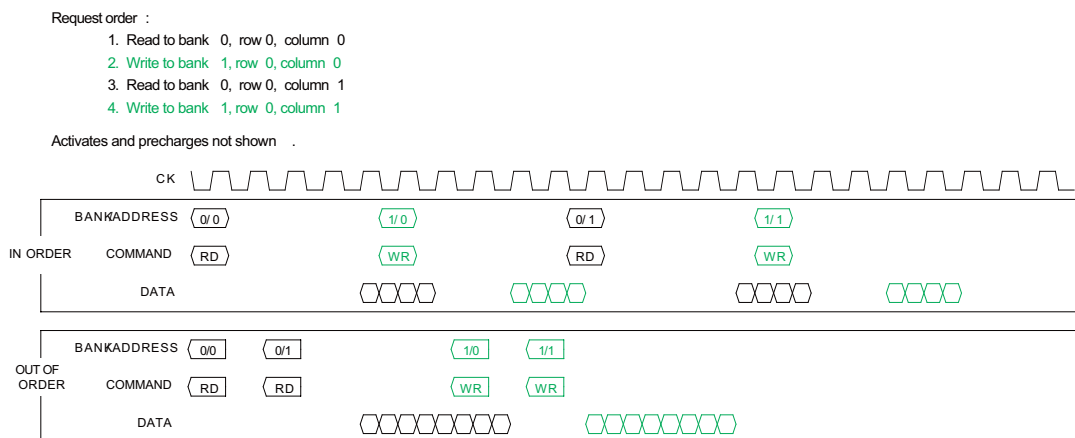 Request order :
1. Read to bank 0, row 0, column 0
2. Write to bank 1, row 0, column 0
3. Read to bank 0, row 0, column 1
4. Write to bank 1, row 0, column 1
Activates and precharges not shown .
CK
BANK/ADDRESS 0/0 1/0 0/1 1/1
IN ORDER COMMAND RD WR RD WR
DATA
BANK/ADDRESS 0/0 0/1 1/0 1/1
OUT OF ORDER COMMAND RD RD WR WR
DATA